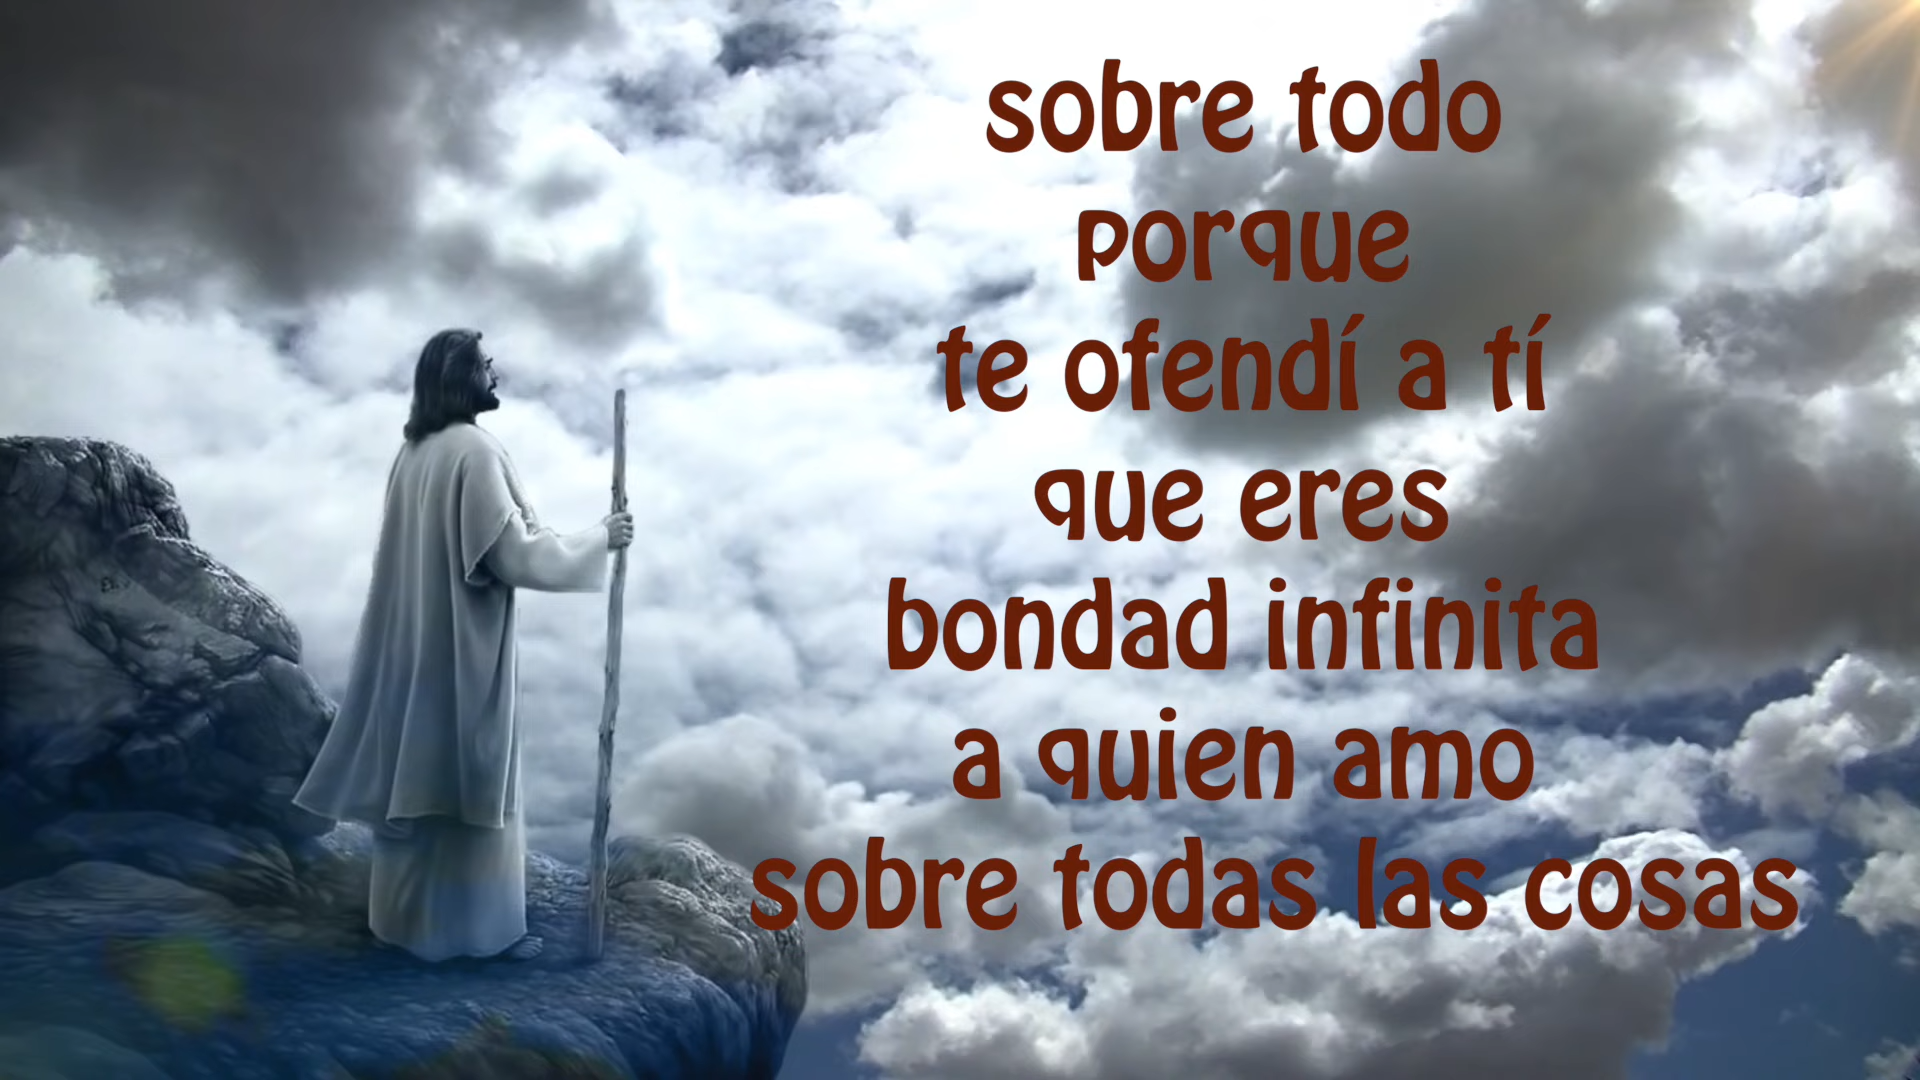 sobre todo
porque
te ofendí a tí
que eres
bondad infinita
a quien amo
sobre todas las cosas